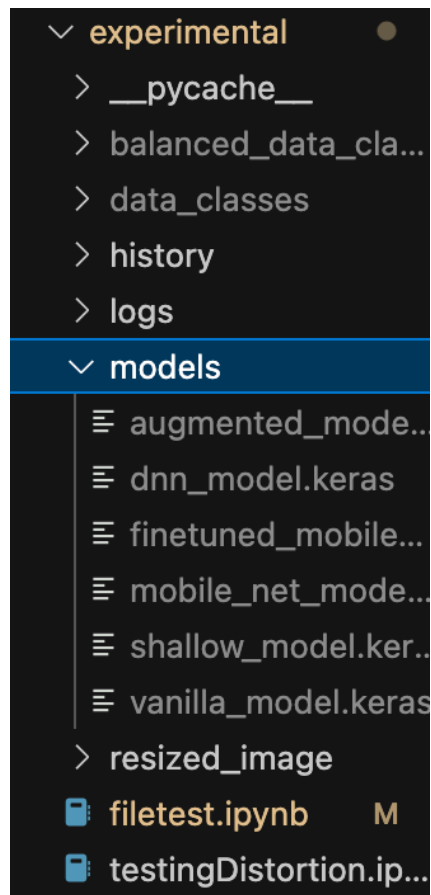 experimental
__pycache__
balanced_data_cla...
data_classes
history
logs
models
augmented_mode...
dnn_model.keras
finetuned_mobile...
mobile_net_mode...
shallow_model.ker...
vanilla_model.keras
resized_image
filetest.ipynb M
testingDistortion.ip...